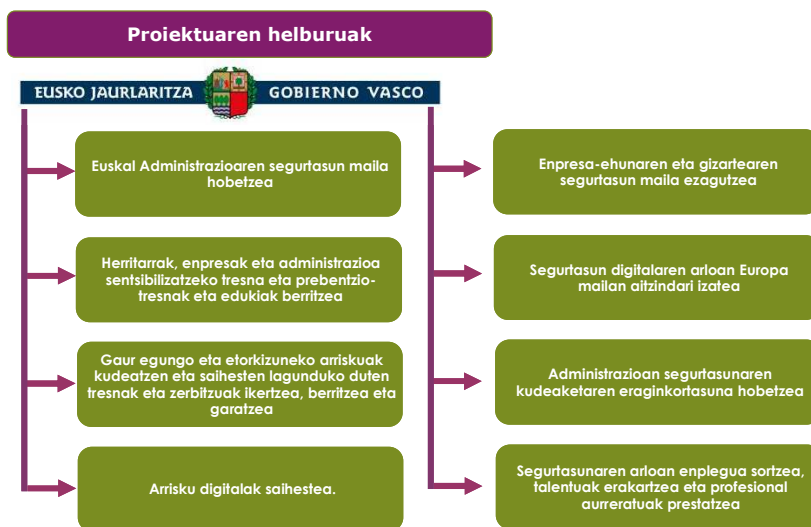 Proiektuaren helburuak
EUSKO JAURLARITZA
GOBIERNO VASCO
Euskal Administrazioaren segurtasun maila
hobetzea
Herritarrak, enpresak eta administrazioa
sentsibilizatzeko tresna eta prebentzio-
tresnak eta edukiak berritzea
Gaur egungo eta etorkizuneko arriskuak
kudeatzen eta saihesten lagunduko duten
tresnak eta zerbitzuak ikertzea, berritzea eta
garatzea
Arrisku digitalak saihestea.
Enpresa-ehunaren eta gizartearen
segurtasun maila ezagutzea
Segurtasun digitalaren arloan Europa
mailan aitzindari izatea
Administrazioan segurtasunaren
kudeaketaren eraginkortasuna hobetzea
Segurtasunaren arloan enplegua sortzea,
talentuak erakartzea eta profesional
aurreratuak prestatzea